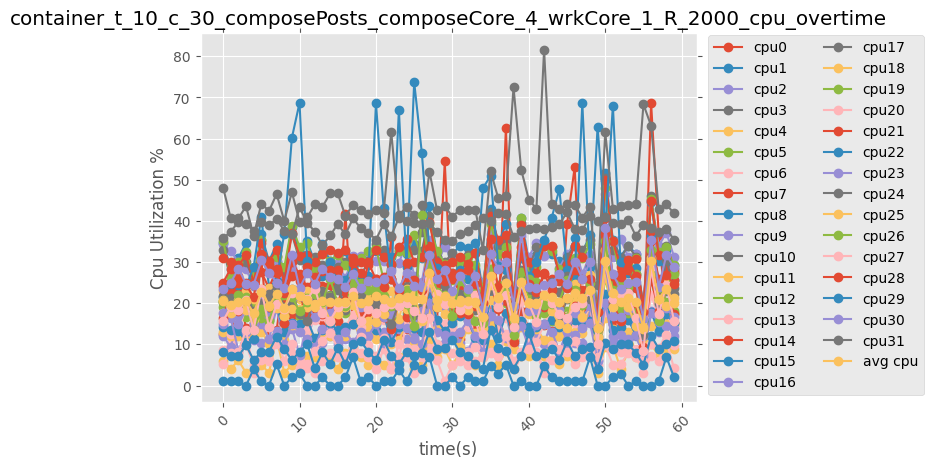 container_t_10_c_30_composePosts_composeCore_4_wrkCore_1_R_2000_cpu_overtime
Cpu Utilization %
80
70
60
50
40
30
20
10
0
0
10
20
30
40
50
60
time(s)
cpu0
cpu1
cpu2
cpu3
cpu4
cpu5
cpu6
cpu7
cpu8
cpu9
cpu10
cpu11
cpu12
cpu13
cpu14
cpu15
cpu16
cpu17
cpu18
cpu19
cpu20
cpu21
cpu22
cpu23
cpu24
cpu25
cpu26
cpu27
cpu28
cpu29
cpu30
cpu31
avg cpu